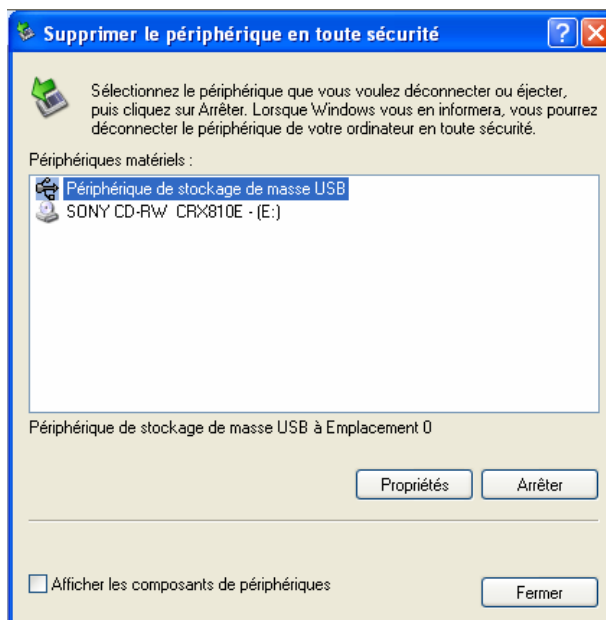 Supprimer le périphérique en toute sécurité
Sélectionnez le périphérique que vous voulez déconnecter ou éjecter,
puis cliquez sur Arrêter. Lorsque Windows vous en informera, vous pourrez
déconnecter le périphérique de votre ordinateur en toute sécurité.
Périphériques matériels :
Périphérique de stockage de masse USB
SONY CD-RW CRX810E - (E:)
Périphérique de stockage de masse USB à Emplacement 0
Propriétés Arrêter
Afficher les composants de périphériques
Fermer